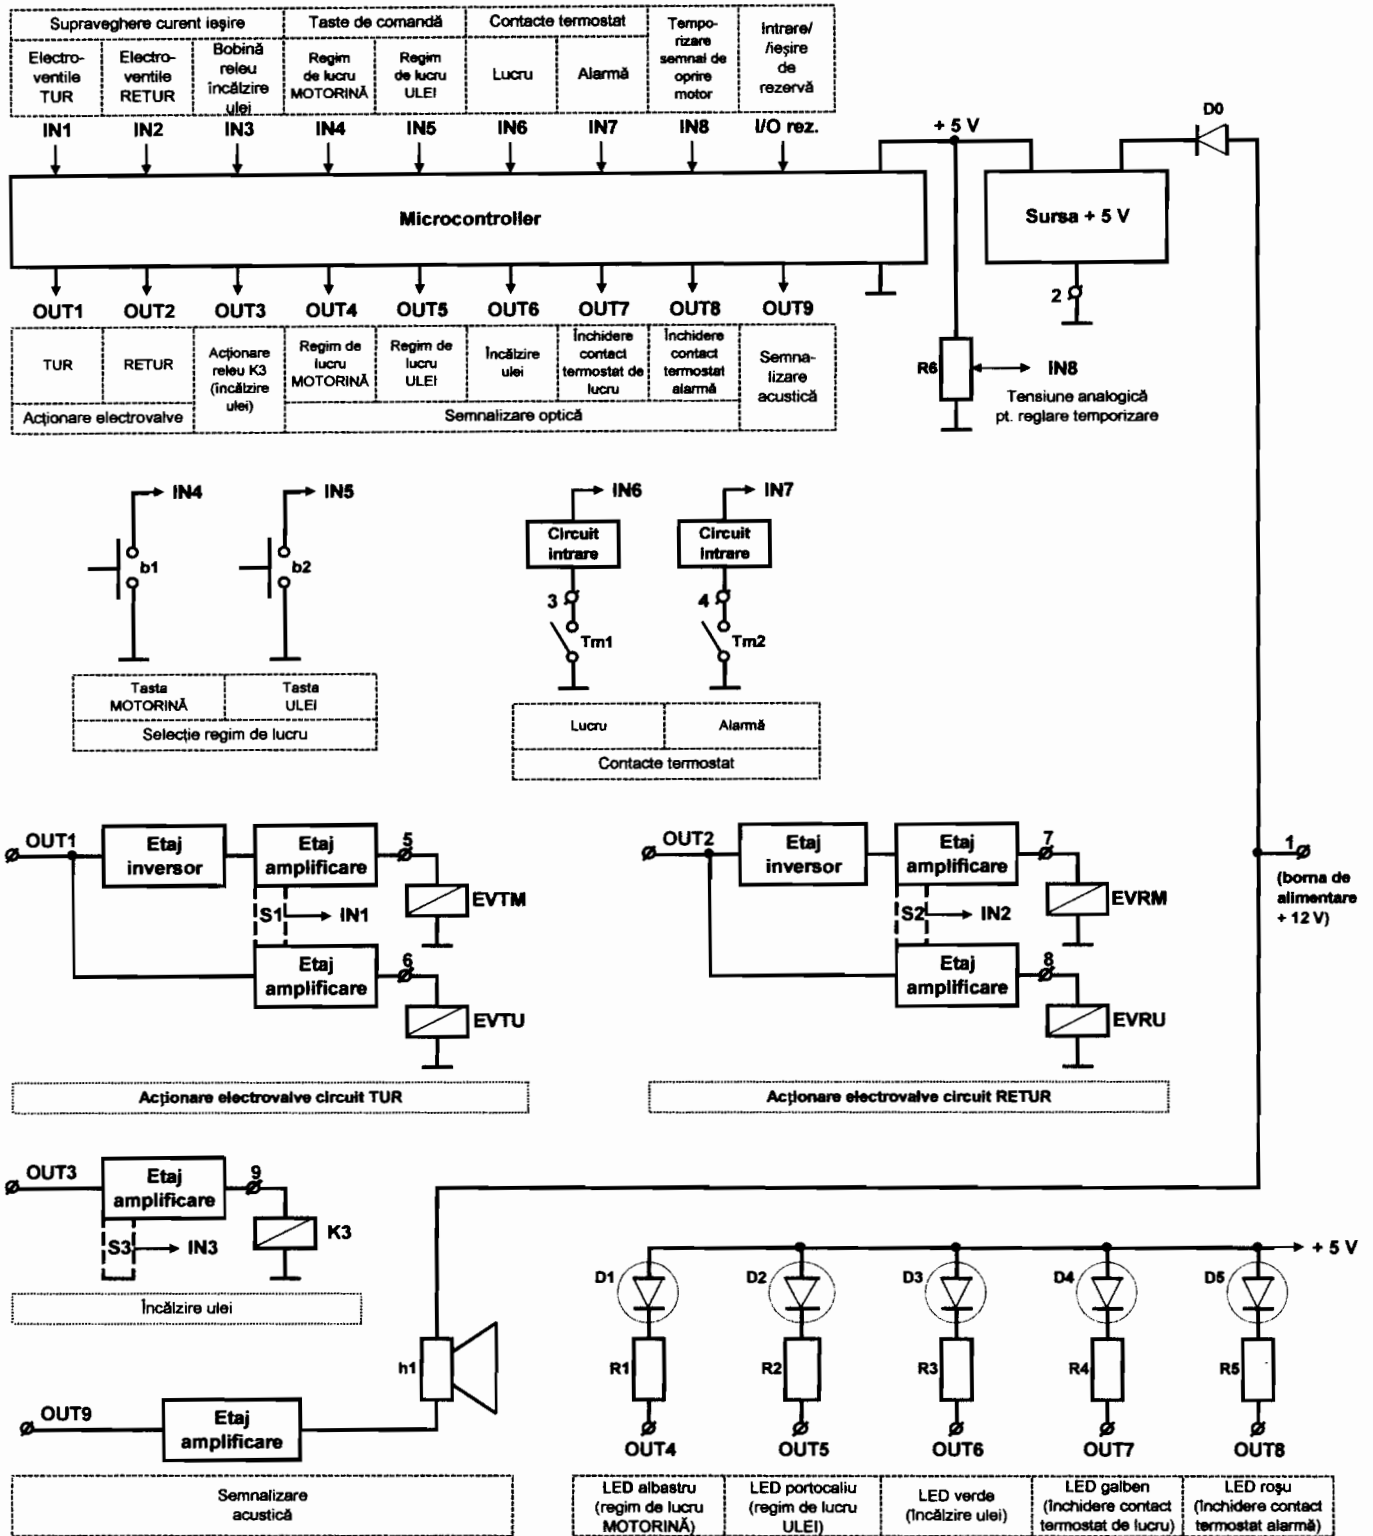 Supraveghere curent ieşire
Taste de comandă
Contacte termostat
Tempo-
rizare
semnal de
oprire
motor
Intrare/
/ieşire
de
rezervă
Electro-
ventile
TUR
Electro-
ventile
RETUR
Bobină
releu
încălzire
ulei
Regim
de lucru
MOTORINĂ
Regim
de lucru
ULEI
Lucru
Alarmă
IN1
IN2
IN3
IN4
IN5
IN6
IN7
IN8
I/O rez.
+ 5 V
D0
Microcontroller
Sursa + 5 V
2
OUT1
OUT2
OUT3
OUT4
OUT5
OUT6
OUT7
OUT8
OUT9
TUR
RETUR
Acţionare
releu K3
(încălzire
ulei)
Regim de
lucru
MOTORINĂ
Regim de
lucru
ULEI
Încălzire
ulei
Închidere
contact
termostat de
lucru
Închidere
contact
termostat
alarmă
Semna-
lizare
acustică
Acţionare electrovalve
Semnalizare optică
R6
IN8
Tensiune analogică
pt. reglare temporizare
IN4
IN5
b1
b2
Tasta
MOTORINĂ
Tasta
ULEI
Selecţie regim de lucru
IN6
IN7
Circuit
intrare
Circuit
intrare
3
4
Tm1
Tm2
Lucru
Alarmă
Contacte termostat
OUT1
Etaj
inversor
Etaj
amplificare
5
EVTM
S1
IN1
Etaj
amplificare
6
EVTU
Acţionare electrovalve circuit TUR
OUT2
Etaj
inversor
Etaj
amplificare
7
EVRM
S2
IN2
Etaj
amplificare
8
EVRU
Acţionare electrovalve circuit RETUR
1
(borna de
alimentare
+ 12 V)
OUT3
Etaj
amplificare
9
K3
S3
IN3
Încălzire ulei
h1
OUT9
Etaj
amplificare
Semnalizare
acustică
+ 5 V
D1
D2
D3
D4
D5
R1
R2
R3
R4
R5
OUT4
OUT5
OUT6
OUT7
OUT8
LED albastru
(regim de lucru
MOTORINĂ)
LED portocaliu
(regim de lucru
ULEI)
LED verde
(încălzire ulei)
LED galben
(închidere contact
termostat de lucru)
LED roşu
(închidere contact
termostat alarmă)